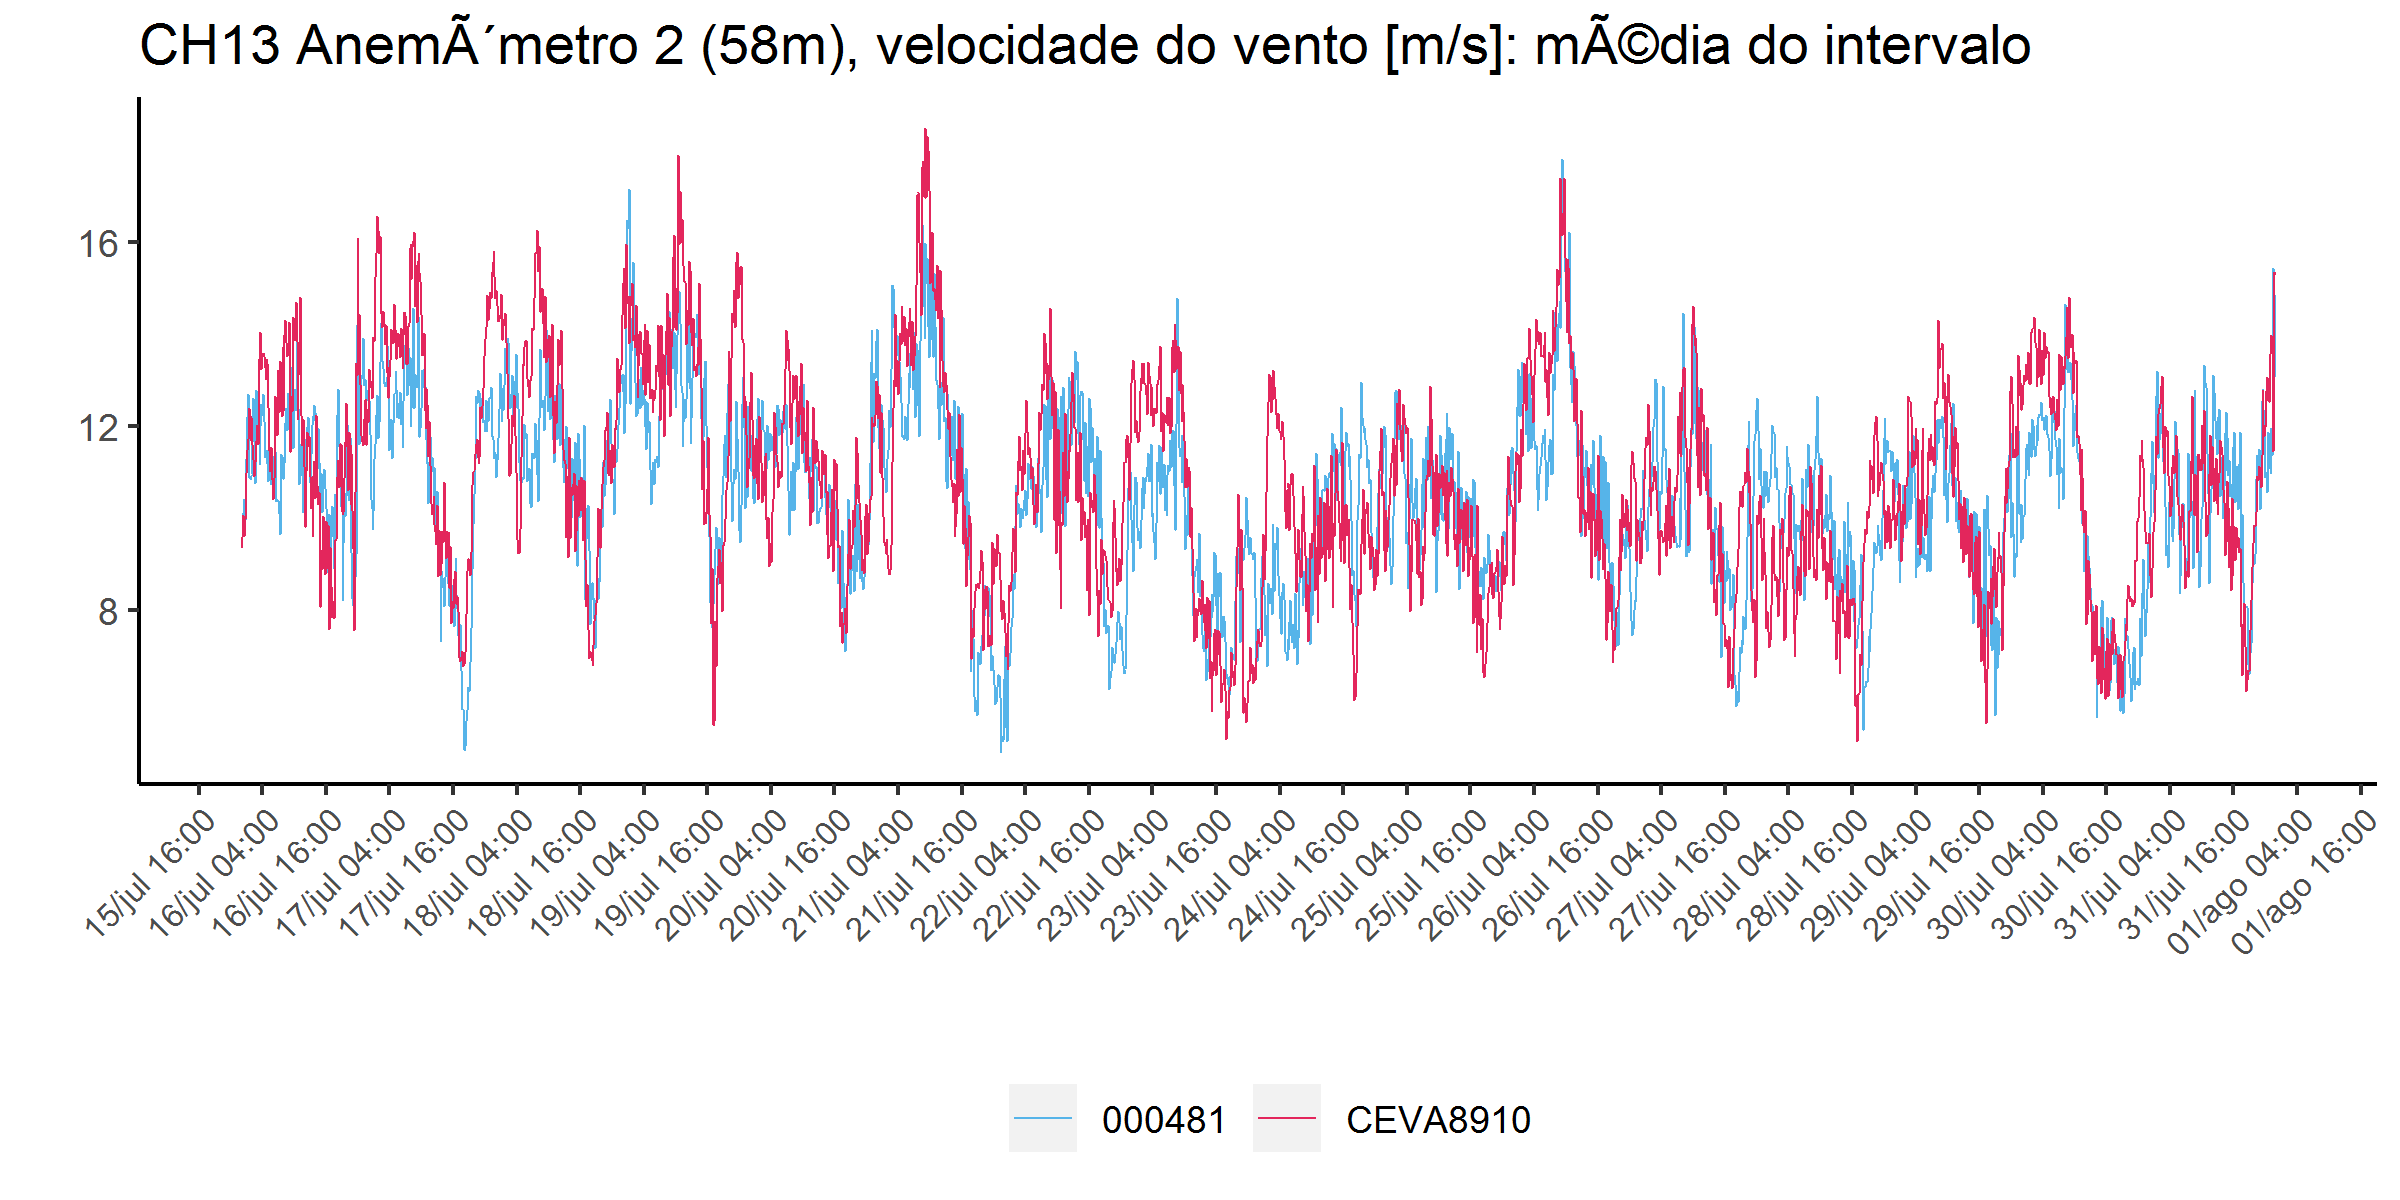 CH13 AnemÃ´metro 2 (58m), velocidade do vento [m/s]: mÃ©dia do intervalo
16
12
8
15/jul 16:00
16/jul 04:00
16/jul 16:00
17/jul 04:00
17/jul 16:00
18/jul 04:00
18/jul 16:00
19/jul 04:00
19/jul 16:00
20/jul 04:00
20/jul 16:00
21/jul 04:00
21/jul 16:00
22/jul 04:00
22/jul 16:00
23/jul 04:00
23/jul 16:00
24/jul 04:00
24/jul 16:00
25/jul 04:00
25/jul 16:00
26/jul 04:00
26/jul 16:00
27/jul 04:00
27/jul 16:00
28/jul 04:00
28/jul 16:00
29/jul 04:00
29/jul 16:00
30/jul 04:00
30/jul 16:00
31/jul 04:00
31/jul 16:00
01/ago 04:00
01/ago 16:00
000481
CEVA8910